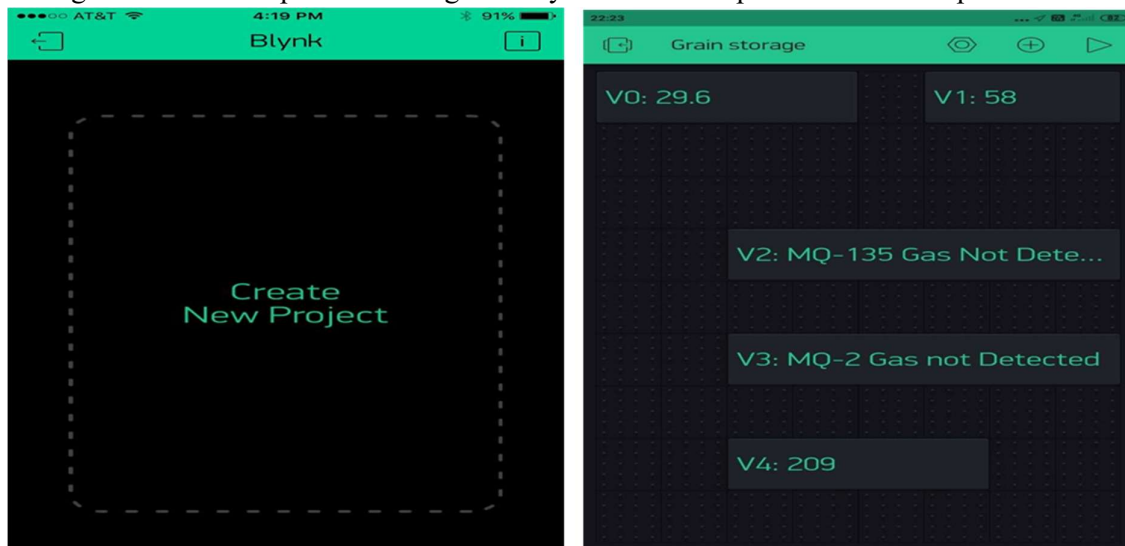 AT&T 4:19 PM 91%
Blynk
i
Create
New Project
22:23
Grain storage
V0: 29.6 V1: 58
V2: MQ-135 Gas Not Dete...
V3: MQ-2 Gas not Detected
V4: 209